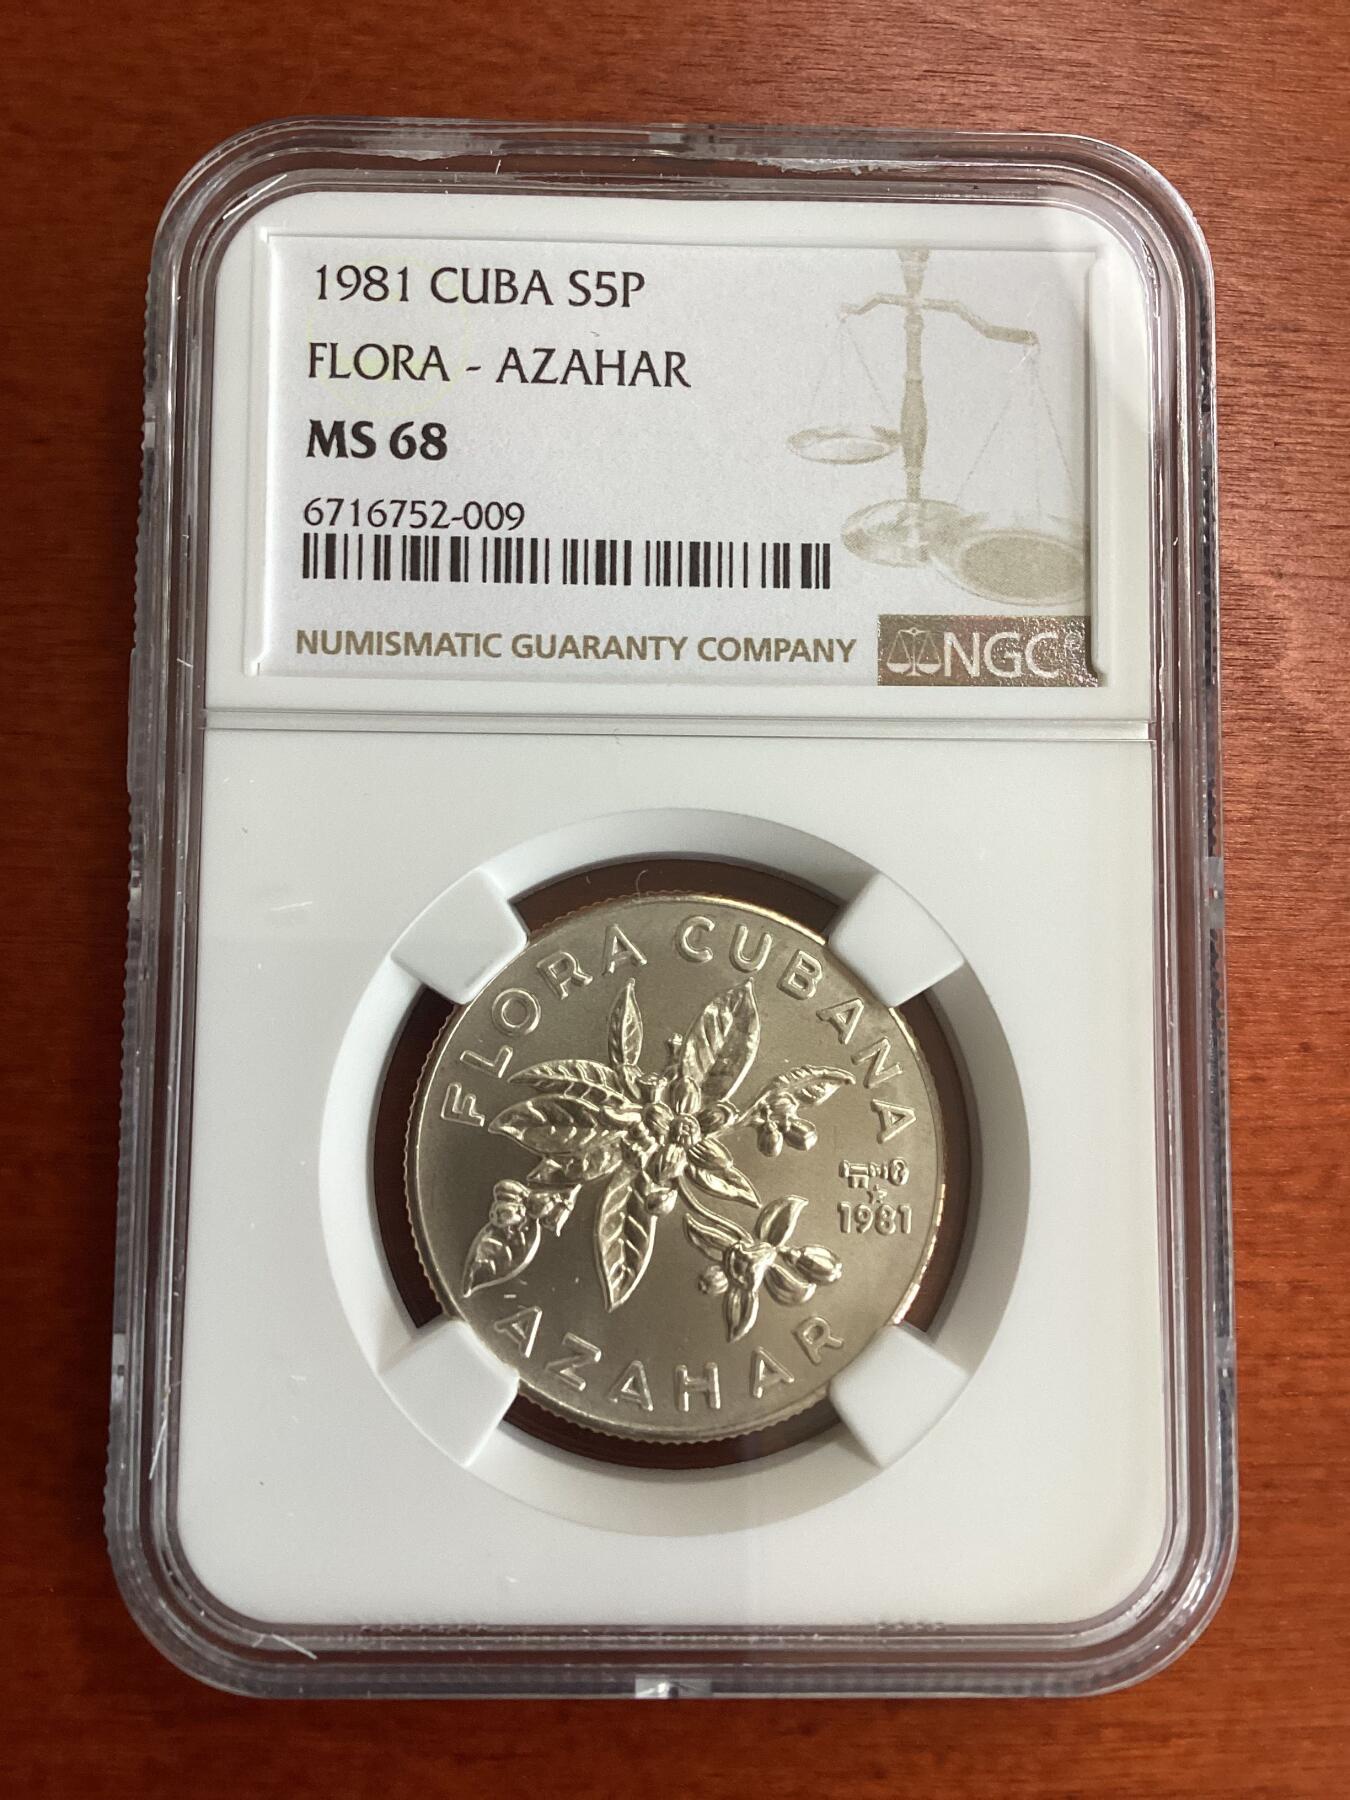 1981 CUBA S5P
FLORA - AZAHAR
MS 68
6716752-009
NUMISMATIC GUARANTY COMPANY
NGC
FLORA CUBANA
1981
AZAHAR